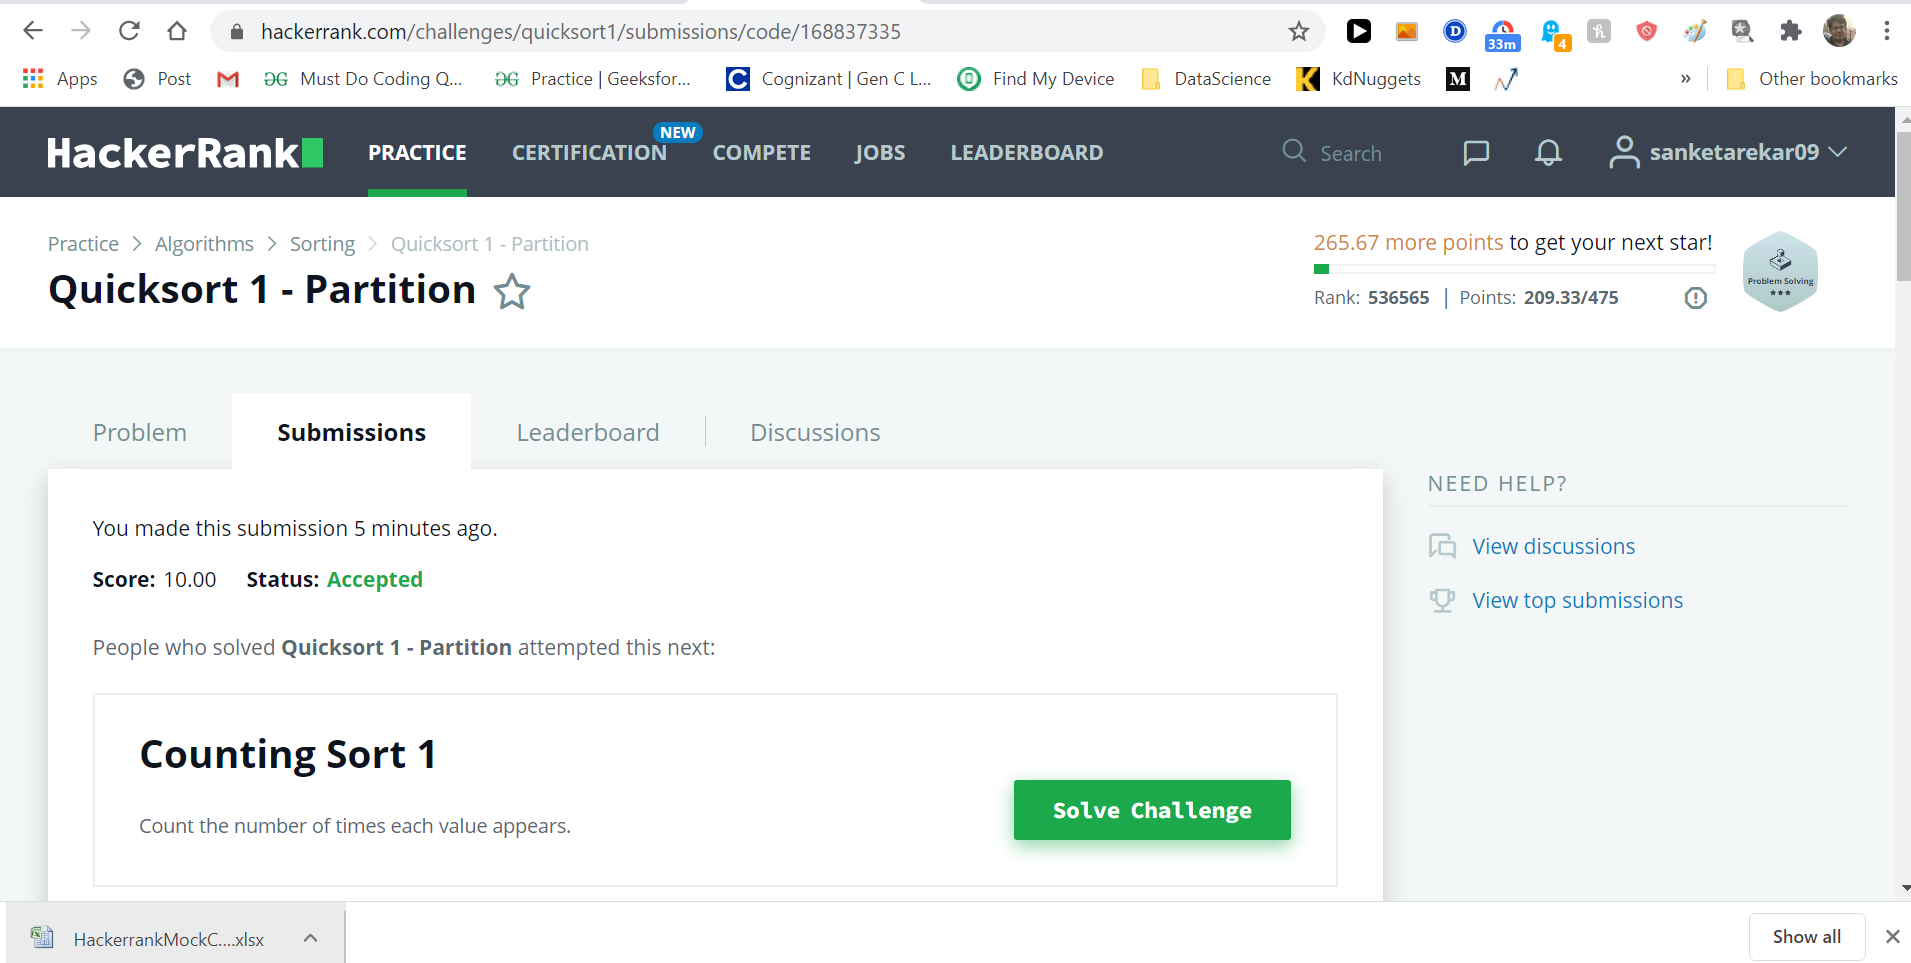 hackerrank.com/challenges/quicksort1/submissions/code/168837335
D 33m 4 h
Apps Post Must Do Coding Q... Practice | Geeksfor... C Cognizant | Gen C L... Find My Device DataScience KdNuggets M » Other bookmarks
HackerRank PRACTICE CERTIFICATION NEW COMPETE JOBS LEADERBOARD Search sanketarekar09
Practice > Algorithms > Sorting > Quicksort 1 - Partition
Quicksort 1 - Partition
265.67 more points to get your next star!
Rank: 536565 | Points: 209.33/475
Problem Solving
Problem Submissions Leaderboard Discussions
You made this submission 5 minutes ago.
Score: 10.00 Status: Accepted
People who solved Quicksort 1 - Partition attempted this next:
Counting Sort 1
Count the number of times each value appears.
Solve Challenge
NEED HELP?
View discussions
View top submissions
HackerrankMockC....xlsx Show all